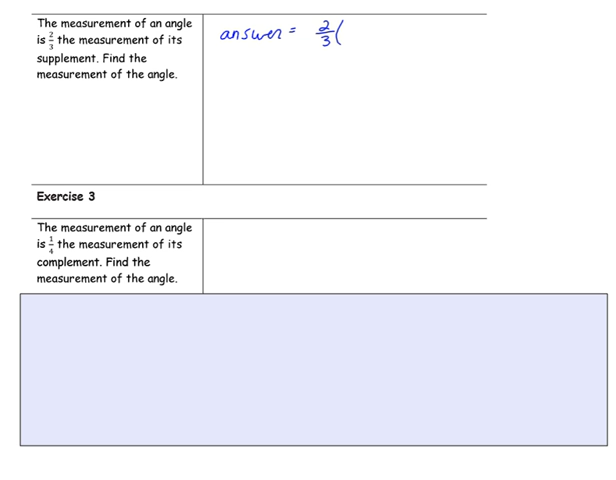 The measurement of an angle
is 2/3 the measurement of its
supplement. Find the
measurement of the angle.
answer = 2/3 (
Exercise 3
The measurement of an angle
is 1/4 the measurement of its
complement. Find the
measurement of the angle.